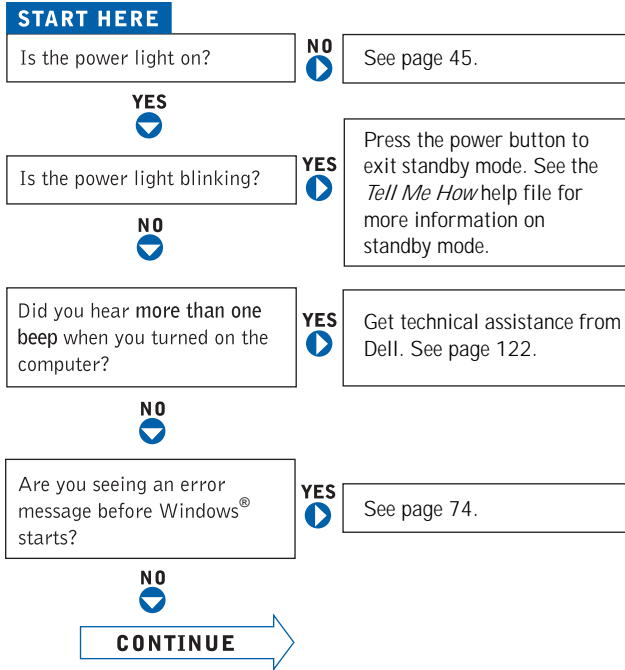 START HERE
Is the power light on?
NO
See page 45.
YES
Is the power light blinking?
YES
Press the power button to
exit standby mode. See the
Tell Me How help file for
more information on
standby mode.
NO
Did you hear more than one
beep when you turned on the
computer?
YES
Get technical assistance from
Dell. See page 122.
NO
Are you seeing an error
message before Windows®
starts?
YES
See page 74.
NO
CONTINUE